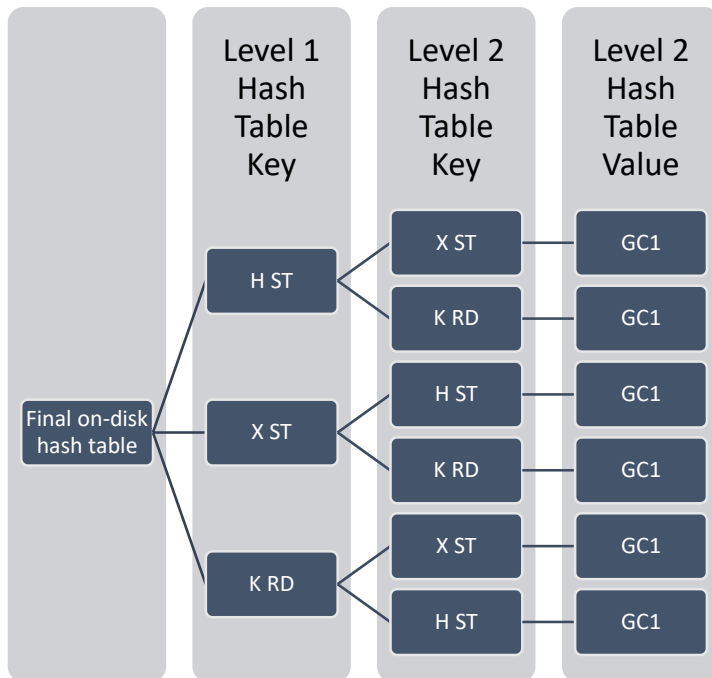 Level 1
Hash
Table
Key
Level 2
Hash
Table
Key
Level 2
Hash
Table
Value
Final on-disk
hash table
H ST
X ST
GC1
K RD
GC1
X ST
H ST
GC1
K RD
GC1
K RD
X ST
GC1
H ST
GC1